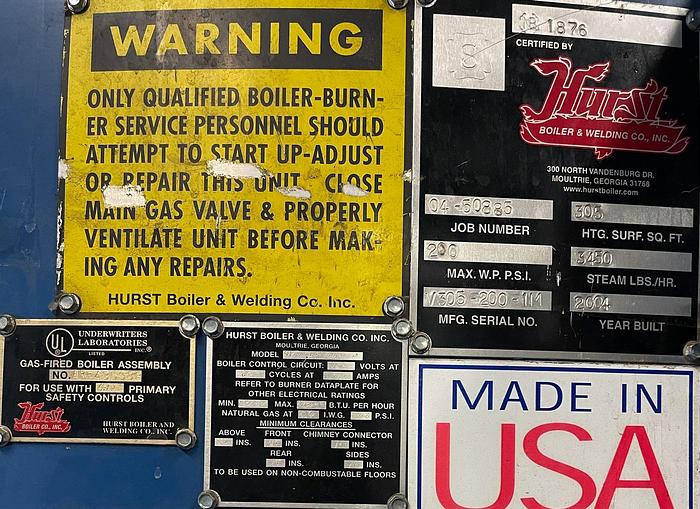 WARNING
ONLY QUALIFIED BOILER-BURN-
ER SERVICE PERSONNEL SHOULD
ATTEMPT TO START UP-ADJUST
OR REPAIR THIS UNIT. CLOSE
MAIN GAS VALVE & PROPERLY
VENTILATE UNIT BEFORE MAK-
ING ANY REPAIRS.
HURST Boiler & Welding Co. Inc.
1876
CERTIFIED BY
S
Hurst
BOILER & WELDING CO., INC.
300 NORTH VANDENBURG DR.
MOULTRIE, GEORGIA 31768
www.hurstboiler.com
04-50885
JOB NUMBER
305
HTG. SURF. SQ. FT.
200
MAX. W.P. P.S.I.
3450
STEAM LBS./HR.
V305-200-1M
MFG. SERIAL NO.
2004
YEAR BUILT
UL
LISTED
UNDERWRITERS
LABORATORIES
INC.®
GAS-FIRED BOILER ASSEMBLY
NO.
FOR USE WITH PRIMARY
SAFETY CONTROLS
Hurst
BOILER CO., INC.
HURST BOILER AND
WELDING CO., INC.
HURST BOILER & WELDING CO. INC.
MOULTRIE, GEORGIA
MODEL
BOILER CONTROL CIRCUIT: VOLTS AT
CYCLES AT AMPS
REFER TO BURNER DATAPLATE FOR
OTHER ELECTRICAL RATINGS
MIN. MAX. B.T.U. PER HOUR
NATURAL GAS AT I.W.G. P.S.I.
MINIMUM CLEARANCES
ABOVE FRONT CHIMNEY CONNECTOR
INS. INS. INS.
REAR SIDES
INS. INS.
TO BE USED ON NON-COMBUSTABLE FLOORS
MADE IN
USA